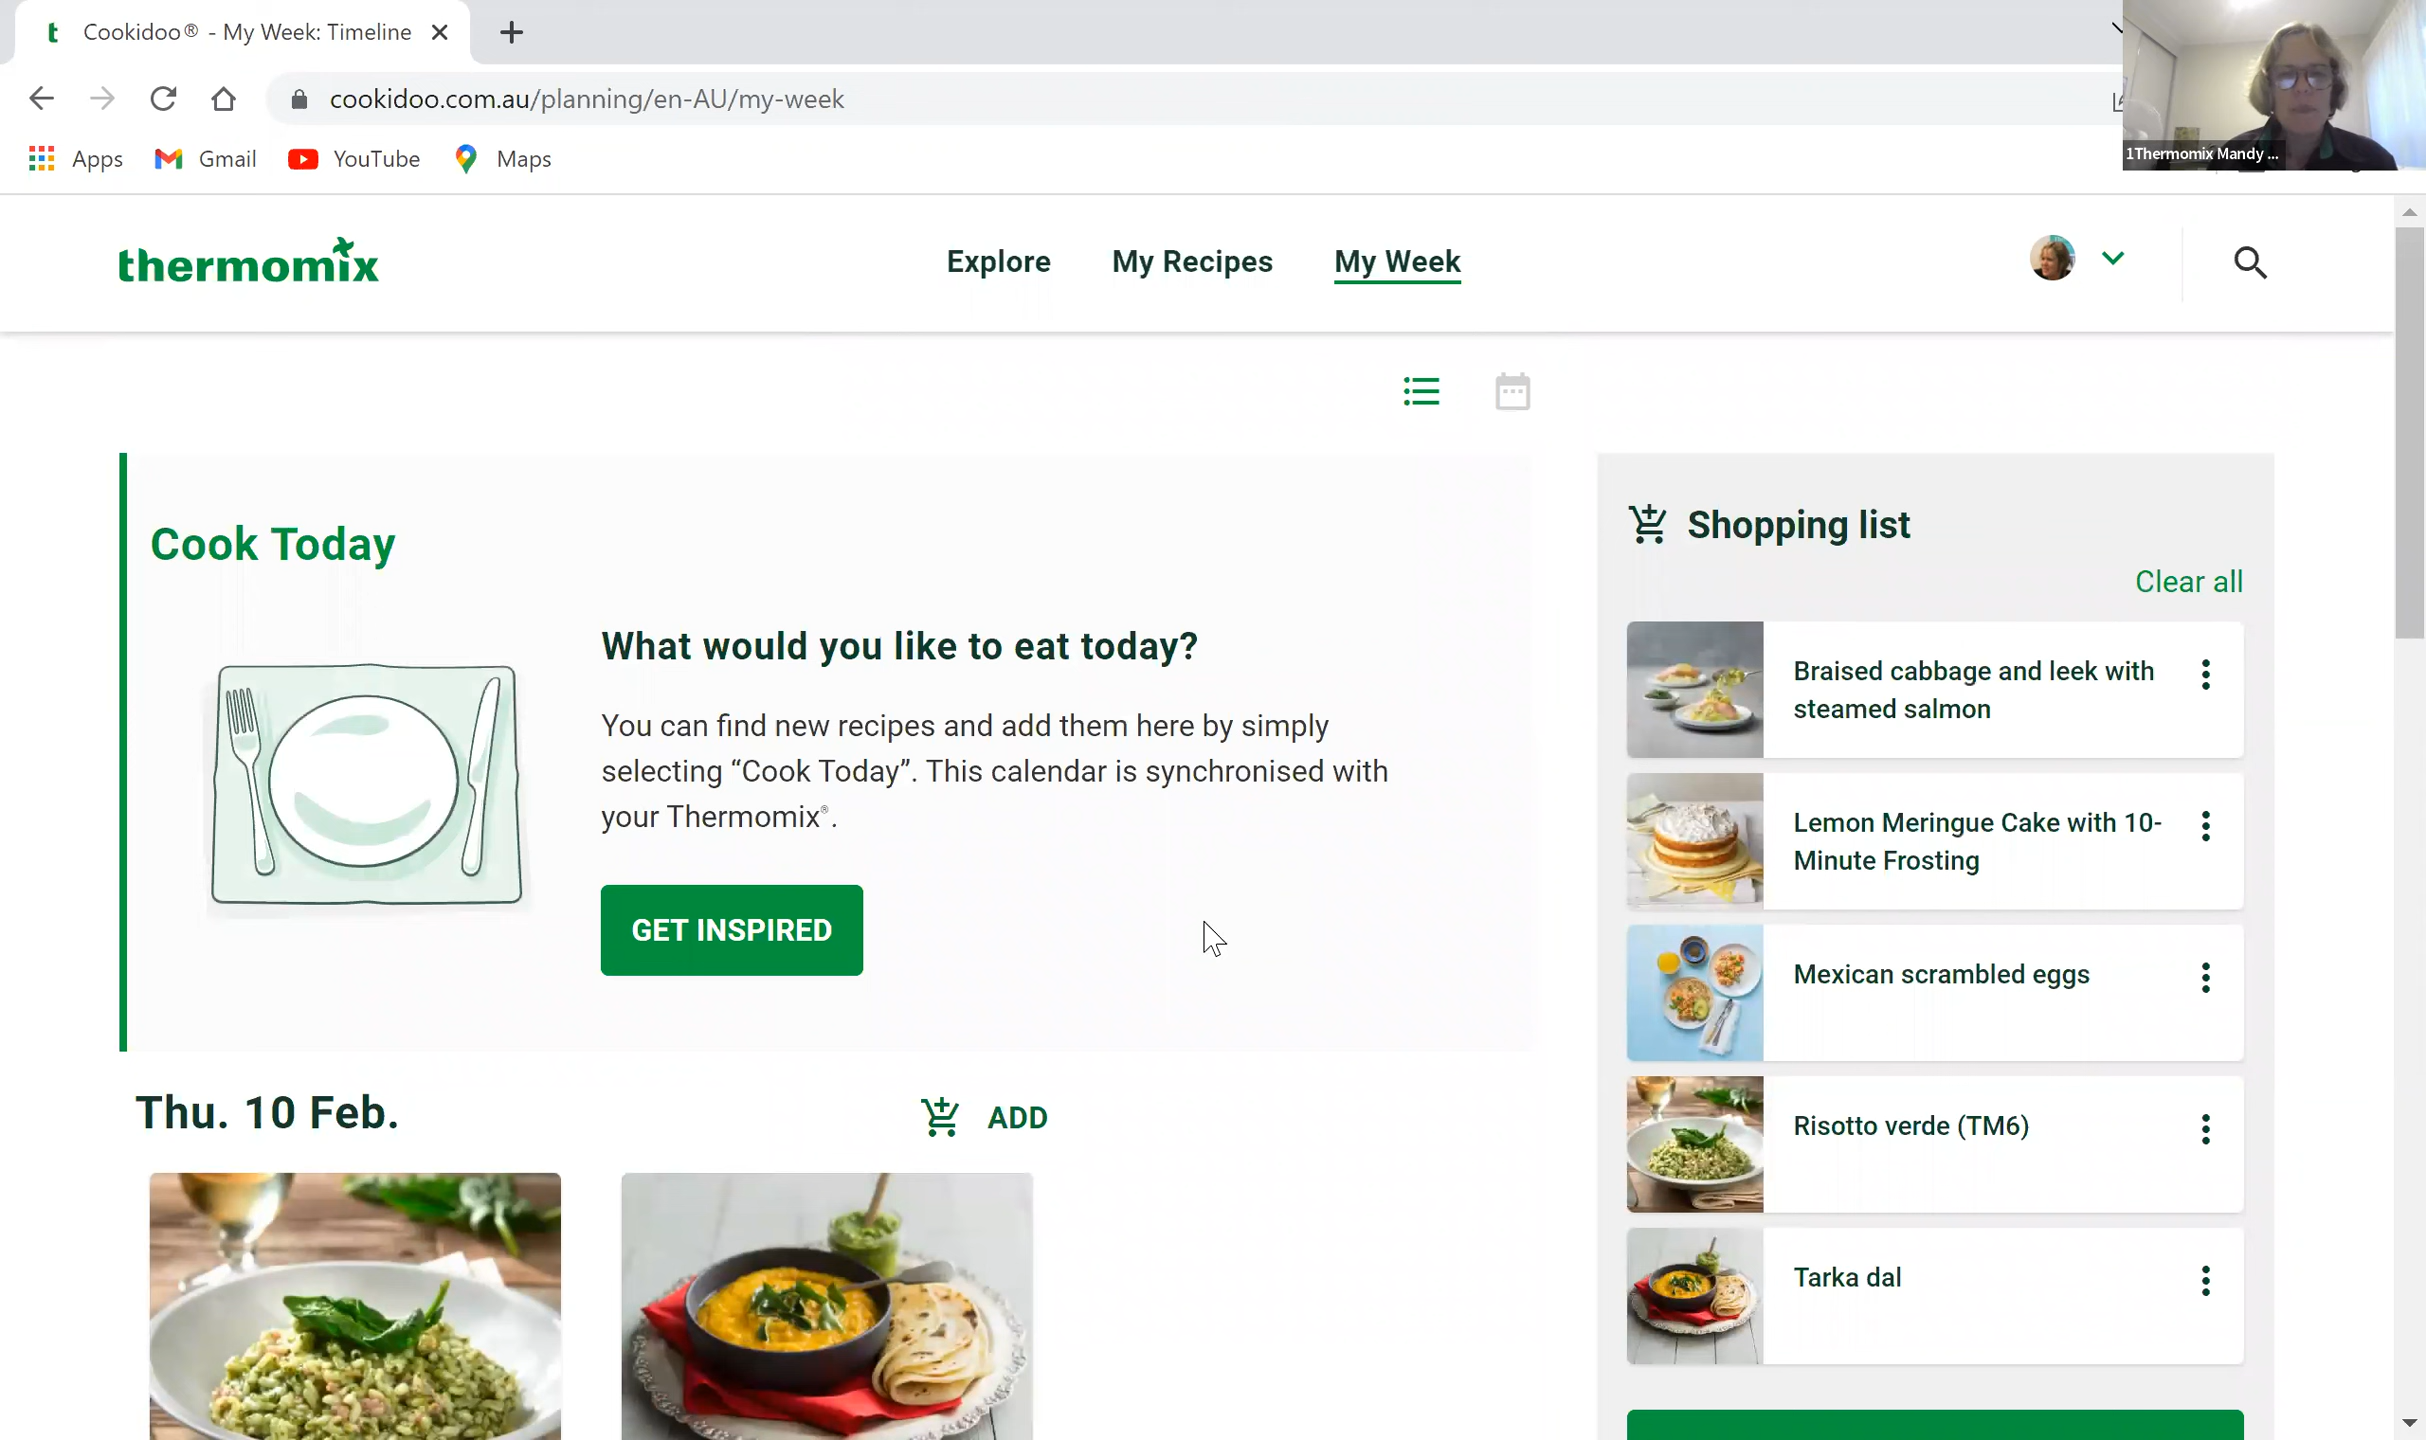 t Cookidoo® - My Week: Timeline
cookidoo.com.au/planning/en-AU/my-week
Apps Gmail YouTube Maps
1Thermomix Mandy ...
thermomix
Explore My Recipes My Week
Cook Today
What would you like to eat today?
You can find new recipes and add them here by simply
selecting “Cook Today”. This calendar is synchronised with
your Thermomix®.
GET INSPIRED
Thu. 10 Feb.
ADD
Shopping list
Clear all
Braised cabbage and leek with
steamed salmon
Lemon Meringue Cake with 10-
Minute Frosting
Mexican scrambled eggs
Risotto verde (TM6)
Tarka dal